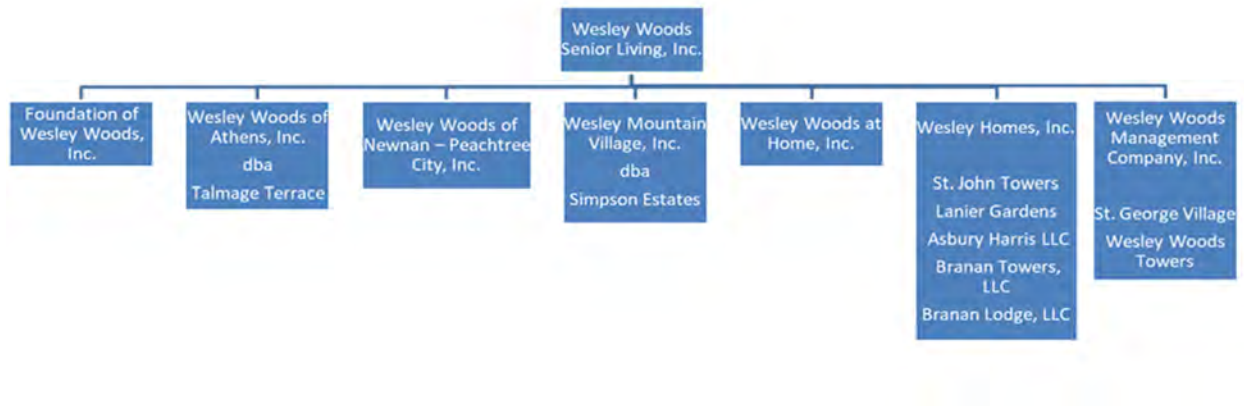 Wesley Woods
Senior Living, Inc.
Foundation of
Wesley Woods,
Inc.
Wesley Woods of
Athens, Inc.
dba
Talmage Terrace
Wesley Woods of
Newnan – Peachtree
City, Inc.
Wesley Mountain
Village, Inc.
dba
Simpson Estates
Wesley Woods at
Home, Inc.
Wesley Homes, Inc.
St. John Towers
Lanier Gardens
Asbury Harris LLC
Branan Towers,
LLC
Branan Lodge, LLC
Wesley Woods
Management
Company, Inc.
St. George Village
Wesley Woods
Towers